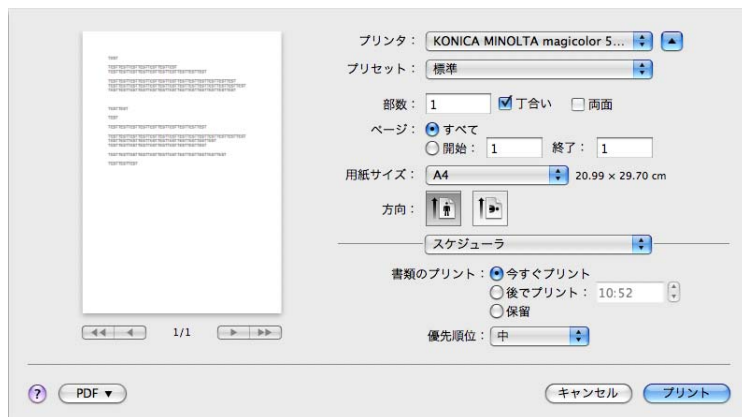 プリンタ： KONICA MINOLTA magicolor 5...
プリセット： 標準
部数： 1 丁合い 両面
ページ： すべて
開始： 1 終了： 1
用紙サイズ： A4 20.99 × 29.70 cm
方向：
スケジューラ
書類のプリント： 今すぐプリント
後でプリント： 10:52
保留
優先順位： 中
1/1
? PDF ▼ キャンセル プリント